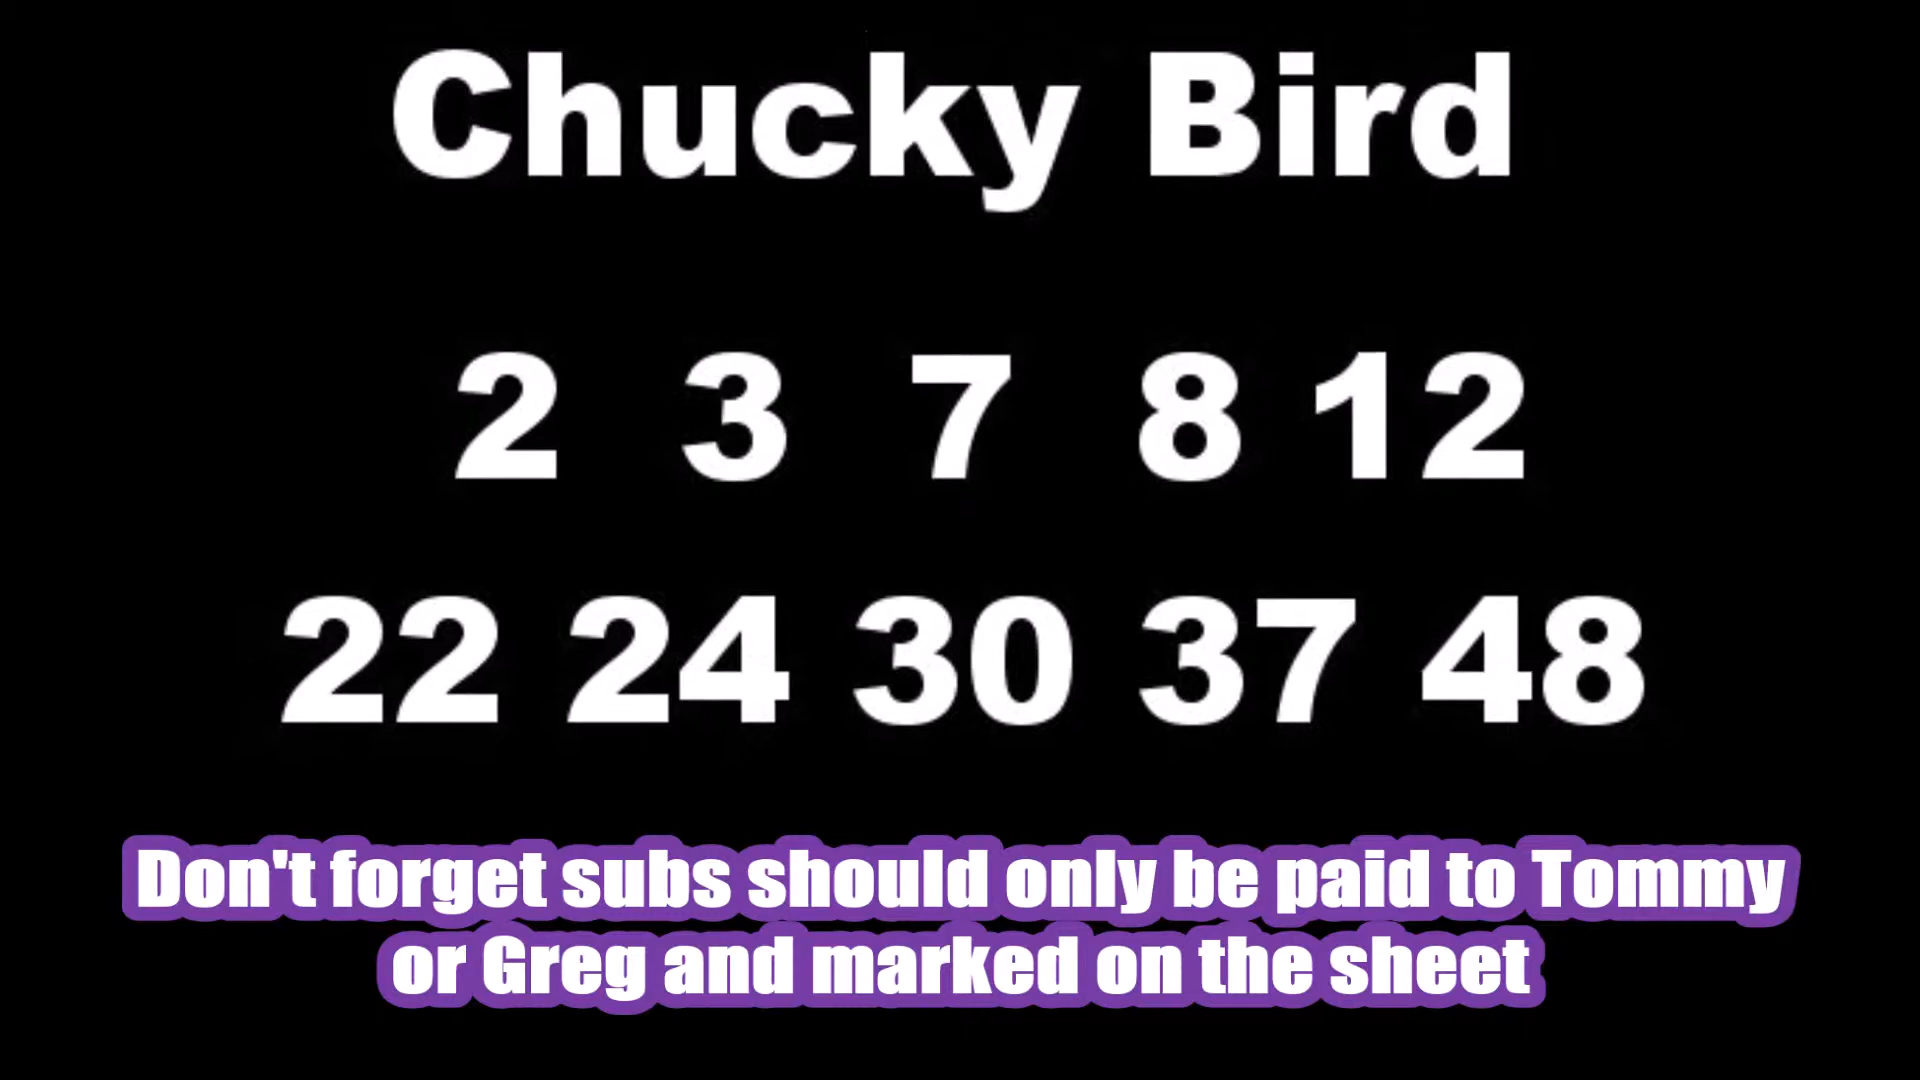 Chucky Bird
2 3 7 8 12
22 24 30 37 48
Don't forget subs should only be paid to Tommy
or Greg and marked on the sheet